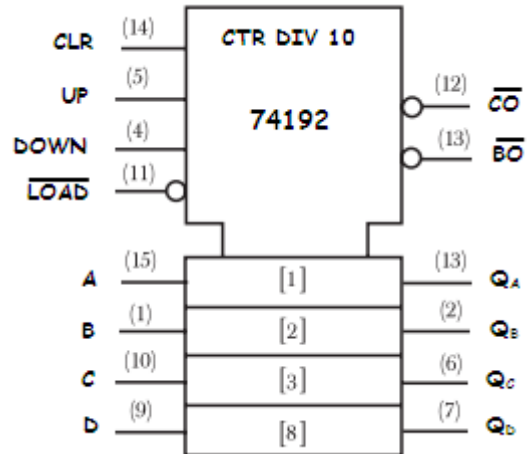 CTR DIV 10
74192
CLR (14)
UP (5)
DOWN (4)
LOAD (11)
(12) CO
(13) BO
A (15) [1] (13) QA
B (1) [2] (2) QB
C (10) [3] (6) QC
D (9) [8] (7) QD